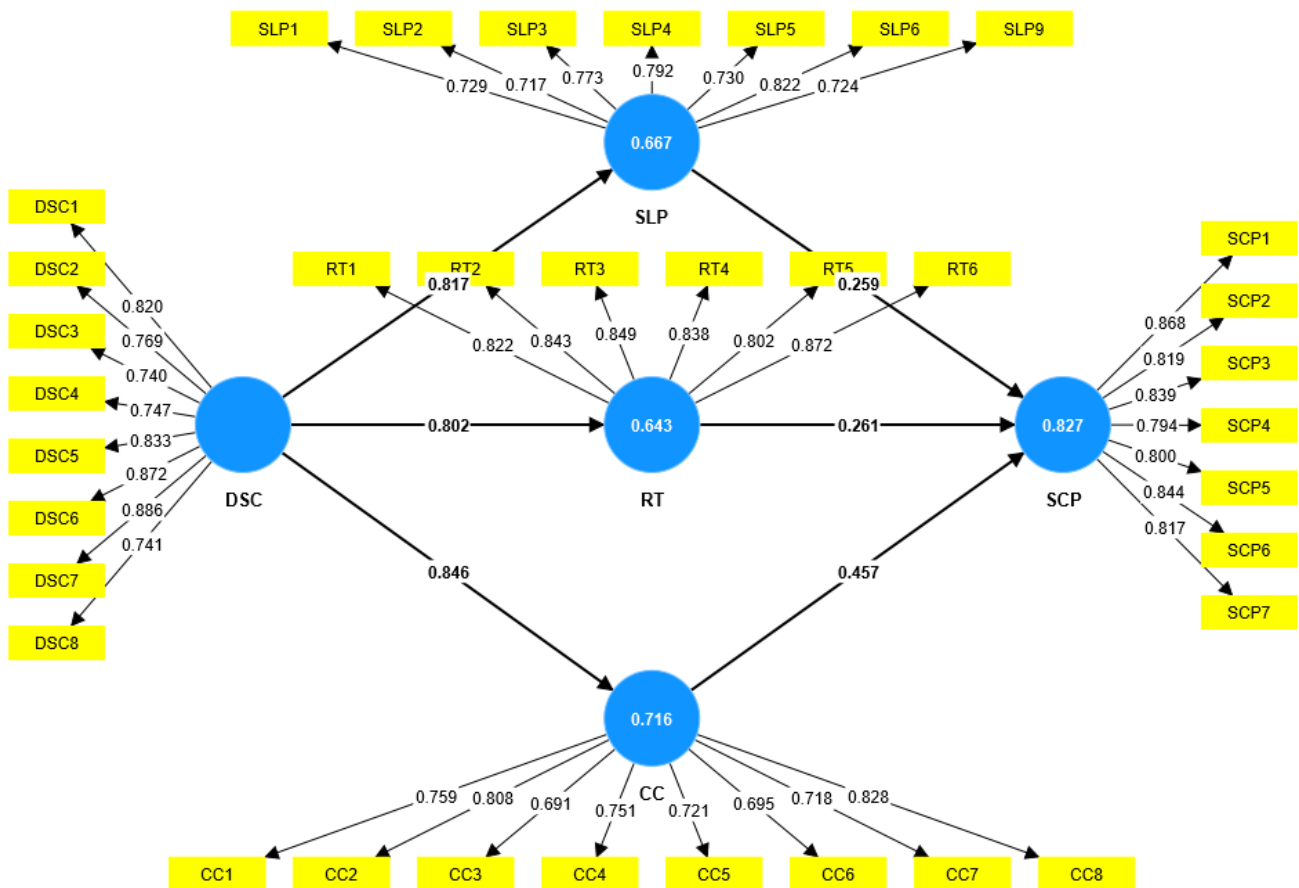 SLP1 SLP2 SLP3 SLP4 SLP5 SLP6 SLP9
0.729 0.717 0.773 0.792 0.730 0.822 0.724
0.667
SLP
DSC1
DSC2
DSC3
DSC4
DSC5
DSC6
DSC7
DSC8
0.820
0.769
0.740
0.747
0.833
0.872
0.886
0.741
DSC
RT1 RT2 RT3 RT4 RT5 RT6
0.817
0.259
0.822 0.843 0.849 0.838 0.802 0.872
0.802
0.643
0.261
RT
0.827
SCP
0.868
0.819
0.839
0.794
0.800
0.844
0.817
SCP1
SCP2
SCP3
SCP4
SCP5
SCP6
SCP7
0.846
0.457
0.716
CC
0.759 0.808 0.691 0.751 0.721 0.695 0.718 0.828
CC1 CC2 CC3 CC4 CC5 CC6 CC7 CC8